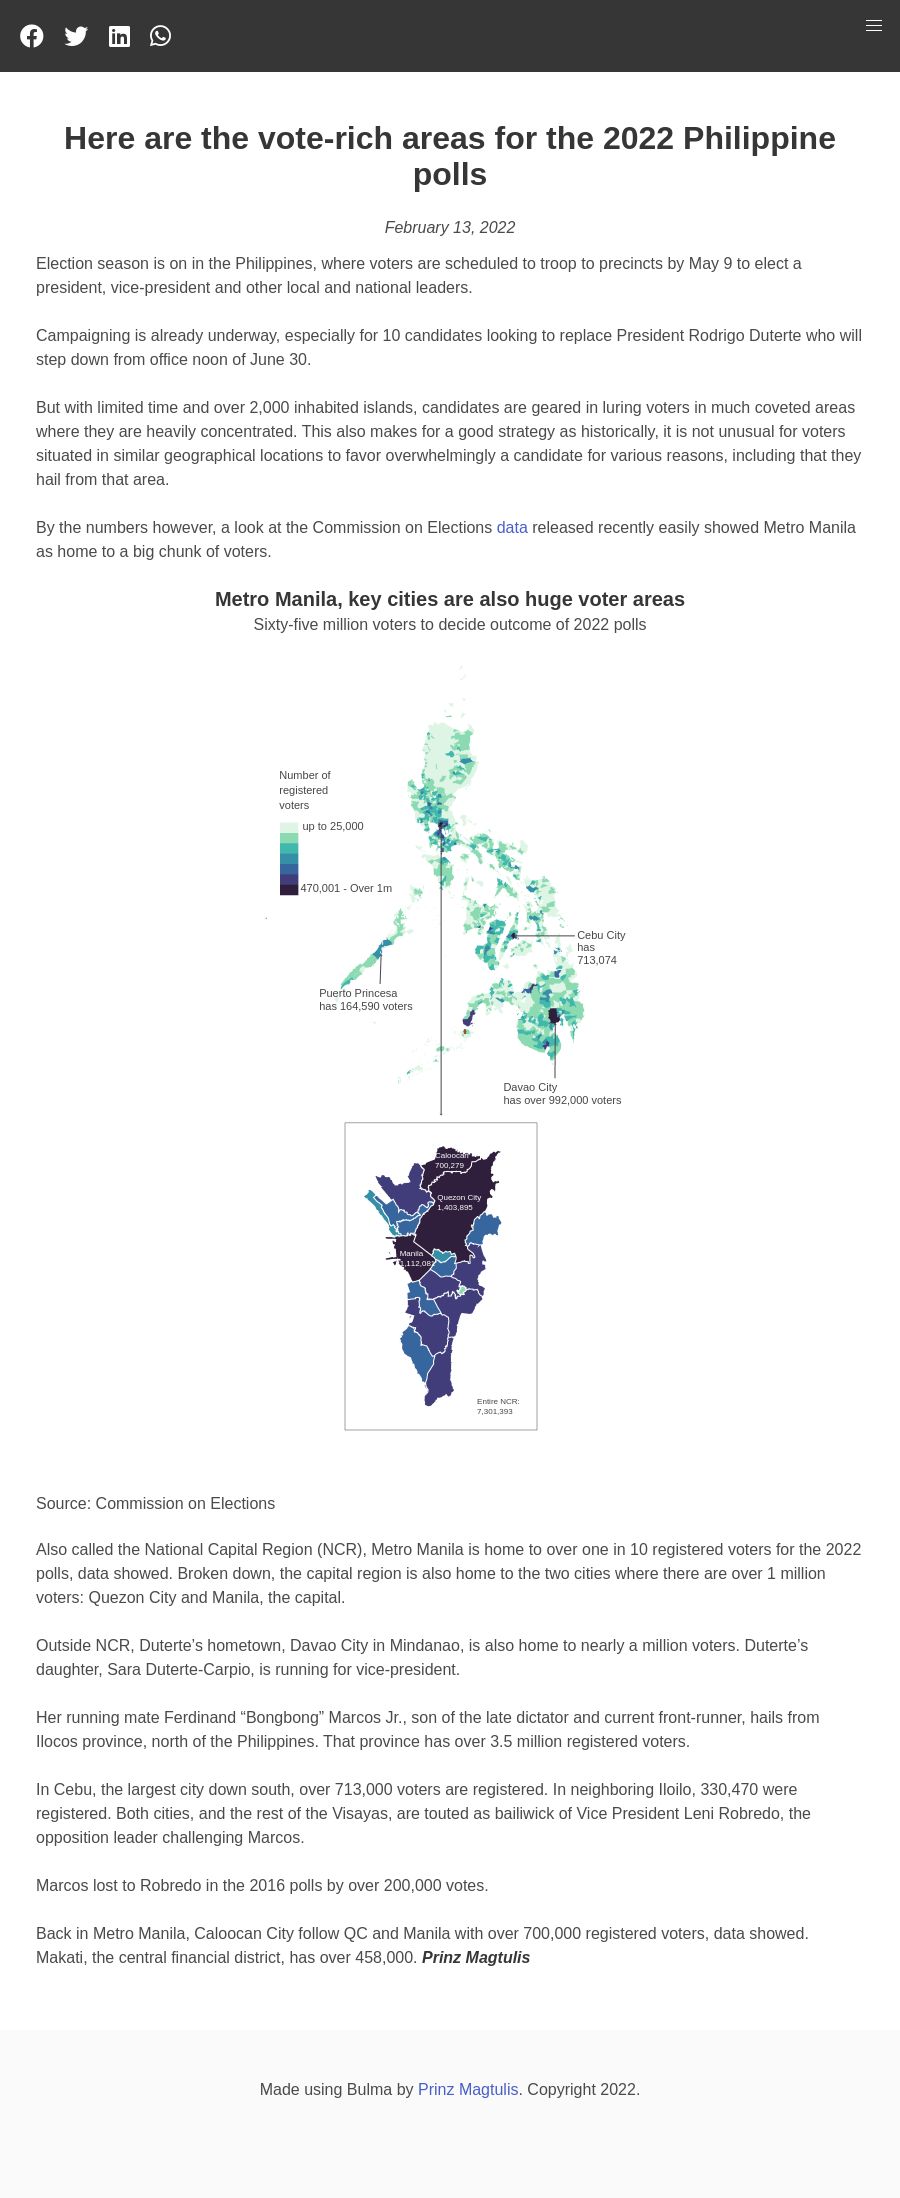 Here are the vote-rich areas for the 2022 Philippine
polls
February 13, 2022
Election season is on in the Philippines, where voters are scheduled to troop to precincts by May 9 to elect a
president, vice-president and other local and national leaders.
Campaigning is already underway, especially for 10 candidates looking to replace President Rodrigo Duterte who will
step down from office noon of June 30.
But with limited time and over 2,000 inhabited islands, candidates are geared in luring voters in much coveted areas
where they are heavily concentrated. This also makes for a good strategy as historically, it is not unusual for voters
situated in similar geographical locations to favor overwhelmingly a candidate for various reasons, including that they
hail from that area.
By the numbers however, a look at the Commission on Elections data released recently easily showed Metro Manila
as home to a big chunk of voters.
Metro Manila, key cities are also huge voter areas
Sixty-five million voters to decide outcome of 2022 polls
Number of
registered
voters
up to 25,000
470,001 - Over 1m
Cebu City
has
713,074
Puerto Princesa
has 164,590 voters
Davao City
has over 992,000 voters
Caloocan
700,279
Quezon City
1,403,895
Manila
1,112,081
Entire NCR:
7,301,393
Source: Commission on Elections
Also called the National Capital Region (NCR), Metro Manila is home to over one in 10 registered voters for the 2022
polls, data showed. Broken down, the capital region is also home to the two cities where there are over 1 million
voters: Quezon City and Manila, the capital.
Outside NCR, Duterte’s hometown, Davao City in Mindanao, is also home to nearly a million voters. Duterte’s
daughter, Sara Duterte-Carpio, is running for vice-president.
Her running mate Ferdinand “Bongbong” Marcos Jr., son of the late dictator and current front-runner, hails from
Ilocos province, north of the Philippines. That province has over 3.5 million registered voters.
In Cebu, the largest city down south, over 713,000 voters are registered. In neighboring Iloilo, 330,470 were
registered. Both cities, and the rest of the Visayas, are touted as bailiwick of Vice President Leni Robredo, the
opposition leader challenging Marcos.
Marcos lost to Robredo in the 2016 polls by over 200,000 votes.
Back in Metro Manila, Caloocan City follow QC and Manila with over 700,000 registered voters, data showed.
Makati, the central financial district, has over 458,000. Prinz Magtulis
Made using Bulma by Prinz Magtulis. Copyright 2022.